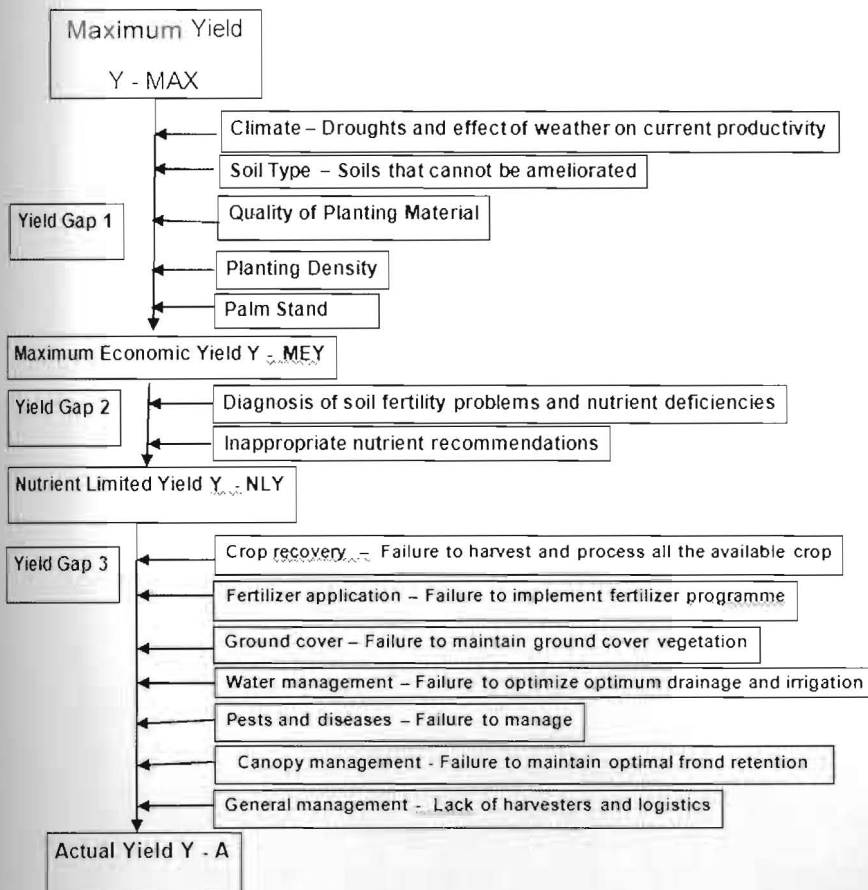 Maximum Yield
Y - MAX
Climate – Droughts and effect of weather on current productivity
Soil Type – Soils that cannot be ameliorated
Yield Gap 1
Quality of Planting Material
Planting Density
Palm Stand
Maximum Economic Yield Y - MEY
Yield Gap 2
Diagnosis of soil fertility problems and nutrient deficiencies
Inappropriate nutrient recommendations
Nutrient Limited Yield Y - NLY
Yield Gap 3
Crop recovery – Failure to harvest and process all the available crop
Fertilizer application – Failure to implement fertilizer programme
Ground cover – Failure to maintain ground cover vegetation
Water management – Failure to optimize optimum drainage and irrigation
Pests and diseases – Failure to manage
Canopy management - Failure to maintain optimal frond retention
General management - Lack of harvesters and logistics
Actual Yield Y - A